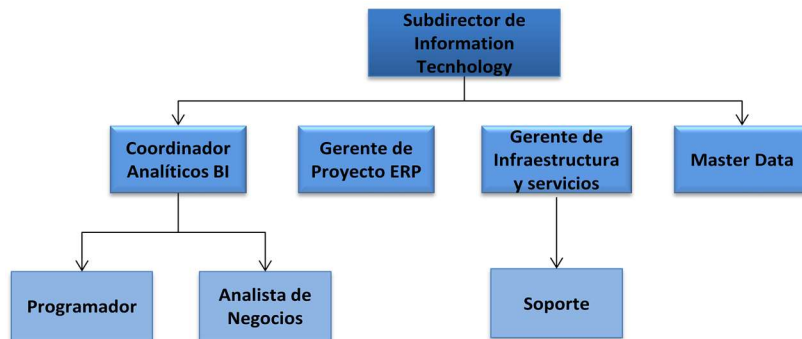 Subdirector de
Information
Tecnhology
Coordinador
Analíticos BI
Gerente de
Proyecto ERP
Gerente de
Infraestructura
y servicios
Master Data
Programador
Analista de
Negocios
Soporte